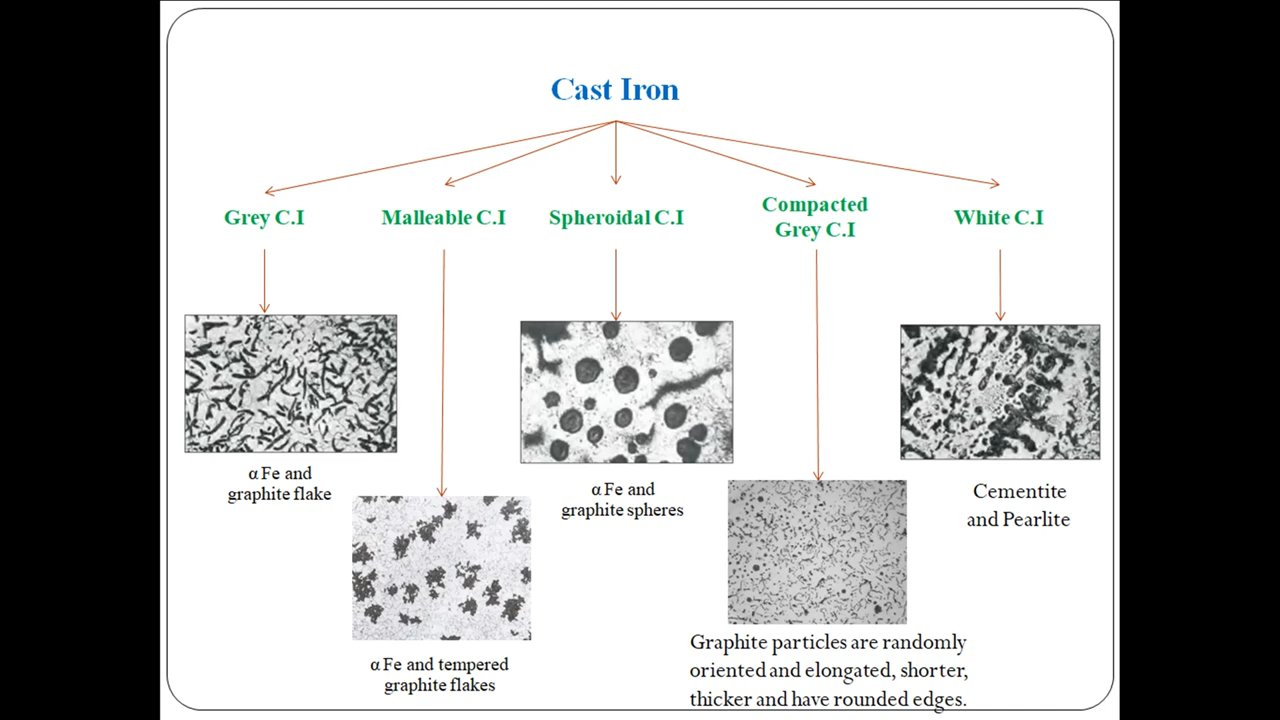 Cast Iron
Grey C.I
Malleable C.I
Spheroidal C.I
Compacted
Grey C.I
White C.I
α Fe and
graphite flake
α Fe and tempered
graphite flakes
α Fe and
graphite spheres
Graphite particles are randomly
oriented and elongated, shorter,
thicker and have rounded edges.
Cementite
and Pearlite